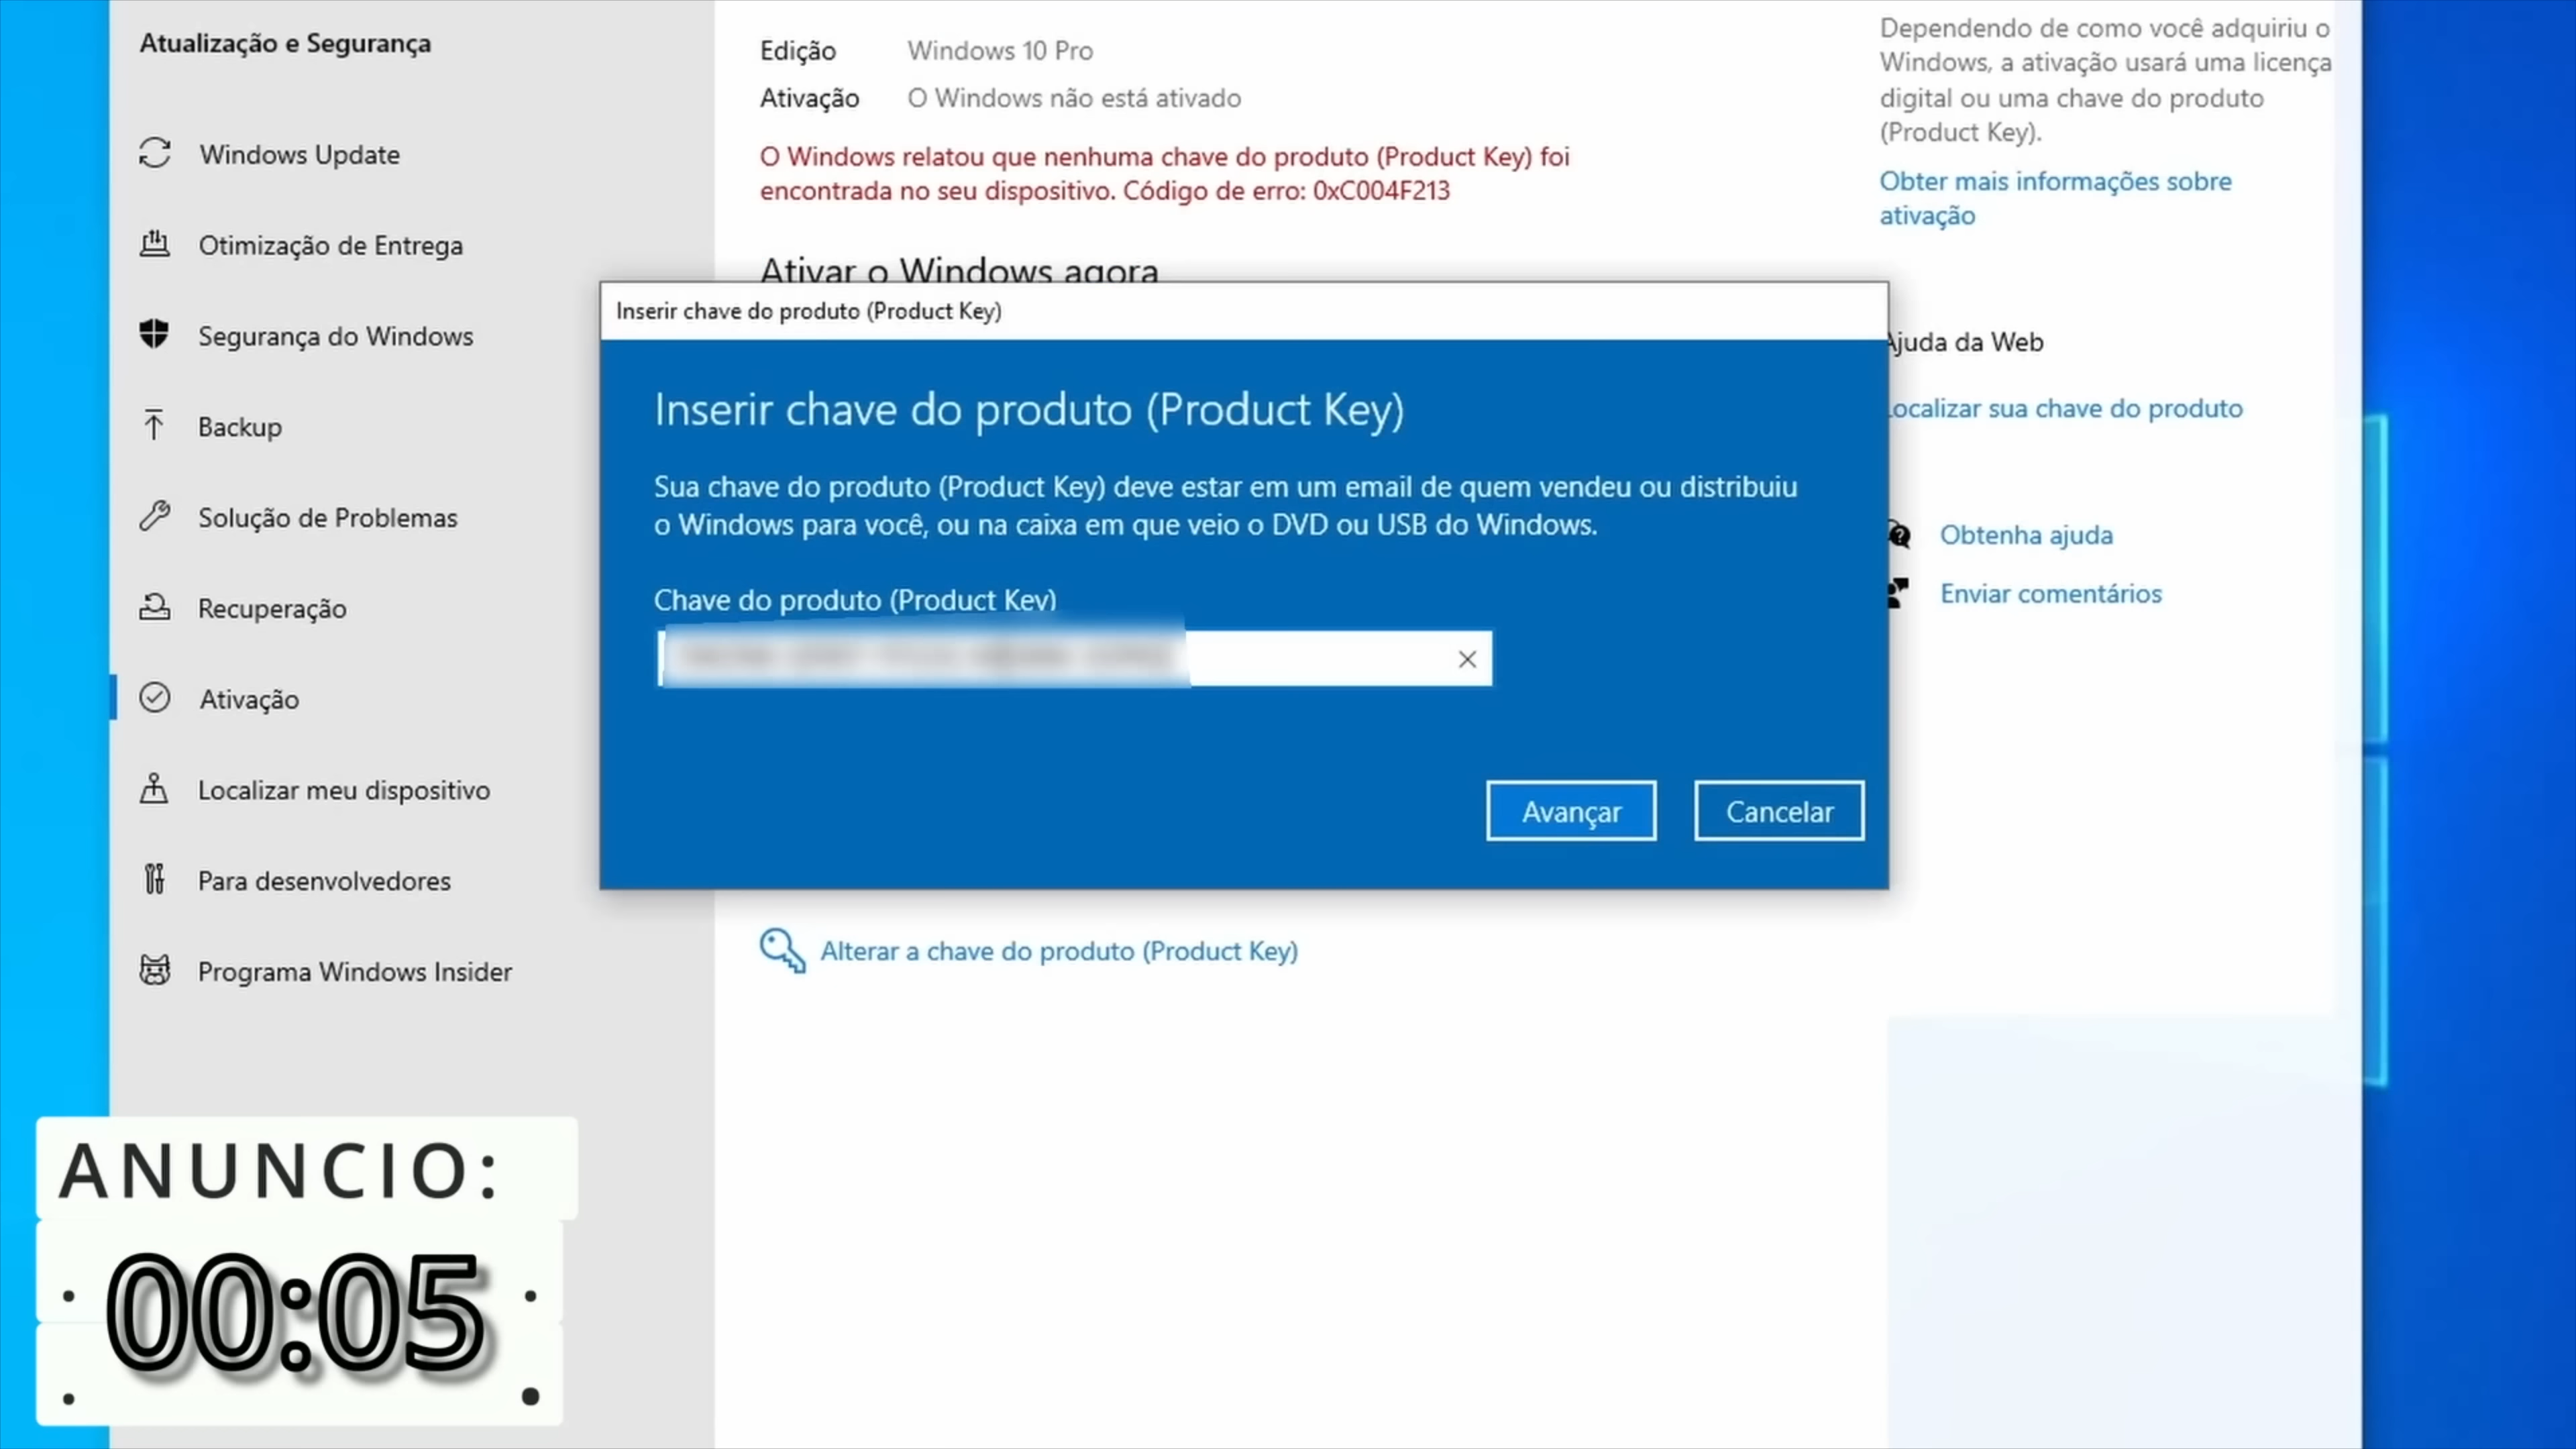 Atualização e Segurança
Windows Update
Otimização de Entrega
Segurança do Windows
Backup
Solução de Problemas
Recuperação
Ativação
Localizar meu dispositivo
Para desenvolvedores
Programa Windows Insider
Edição Windows 10 Pro
Ativação O Windows não está ativado
O Windows relatou que nenhuma chave do produto (Product Key) foi
encontrada no seu dispositivo. Código de erro: 0xC004F213
Ativar o Windows agora
Inserir chave do produto (Product Key)
Inserir chave do produto (Product Key)
Sua chave do produto (Product Key) deve estar em um email de quem vendeu ou distribuiu
o Windows para você, ou na caixa em que veio o DVD ou USB do Windows.
Chave do produto (Product Key)
Avançar Cancelar
Alterar a chave do produto (Product Key)
Dependendo de como você adquiriu o
Windows, a ativação usará uma licença
digital ou uma chave do produto
(Product Key).
Obter mais informações sobre
ativação
Ajuda da Web
Localizar sua chave do produto
Obtenha ajuda
Enviar comentários
ANUNCIO:
00:05